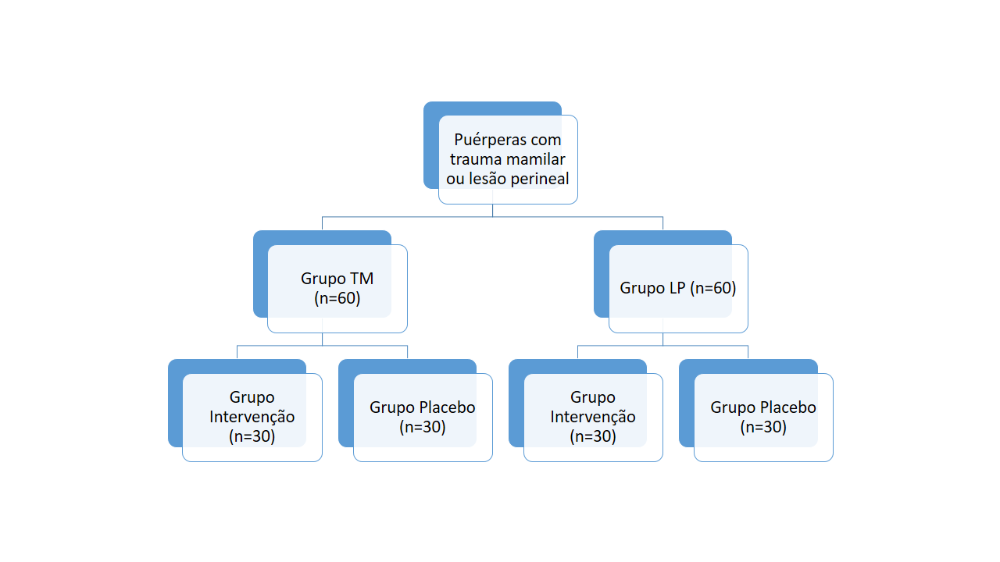 Puérperas com
trauma mamilar
ou lesão perineal
Grupo TM
(n=60)
Grupo LP (n=60)
Grupo
Intervenção
(n=30)
Grupo Placebo
(n=30)
Grupo
Intervenção
(n=30)
Grupo Placebo
(n=30)